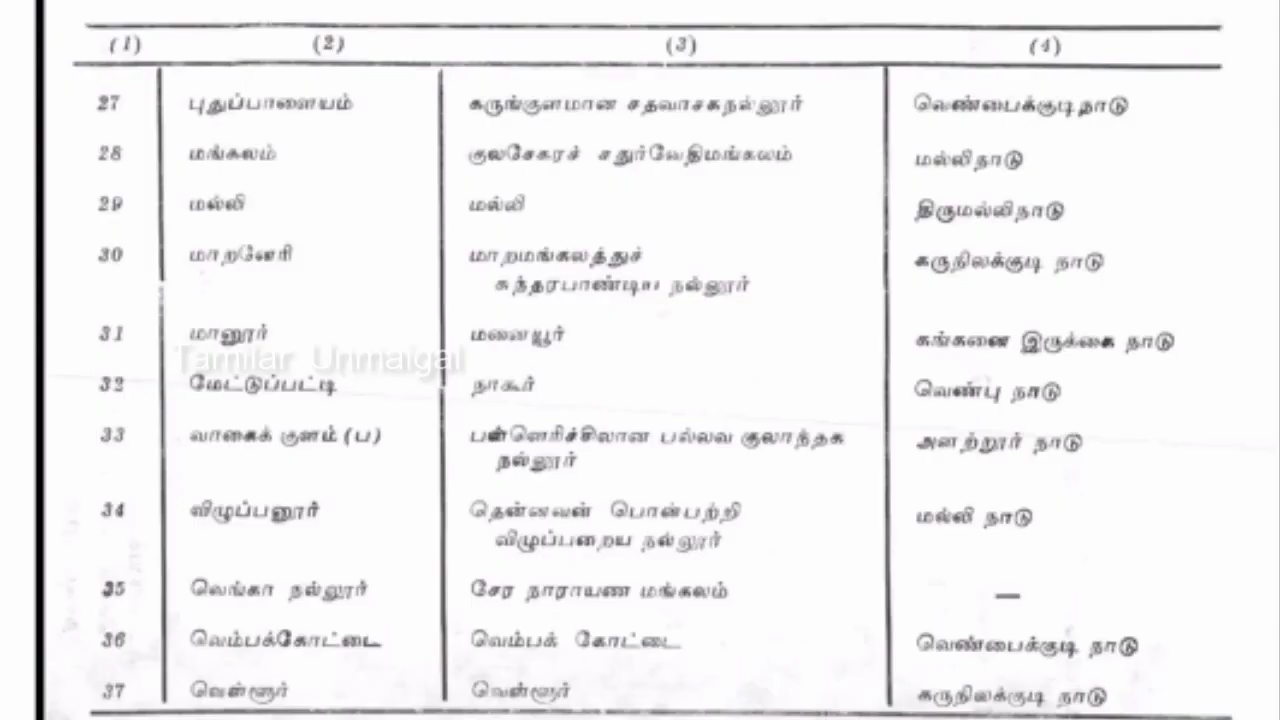 (1) (2) (3) (4)
27 புதுப்பாளையம் கருங்குளமான சதவாசகநல்லூர் வெண்பைக்குடிநாடு
28 மங்கலம் குலசேகரச் சதுர்வேதிமங்கலம் மல்லிநாடு
29 மல்லி மல்லி திருமல்லிநாடு
30 மாறனேரி மாறமங்கலத்துச் கருநிலக்குடி நாடு
சுந்தரபாண்டிய நல்லூர்
31 மானூர் மனையூர் கங்கணை இருக்கை நாடு
Tamilar Unmaigal
32 மேட்டுப்பட்டி நாகூர் வெண்பு நாடு
33 வாகைக் குளம் (ப) பள்ளெரிச்சிலான பல்லவ குலாந்தக அனற்றூர் நாடு
நல்லூர்
34 விழுப்பனூர் தென்னவன் பொன்பற்றி மல்லி நாடு
விழுப்பறைய நல்லூர்
35 வெங்கா நல்லூர் சேர நாராயண மங்கலம் —
36 வெம்பக்கோட்டை வெம்பக் கோட்டை வெண்பைக்குடி நாடு
37 வெள்ளூர் வெள்ளூர் கருநிலக்குடி நாடு